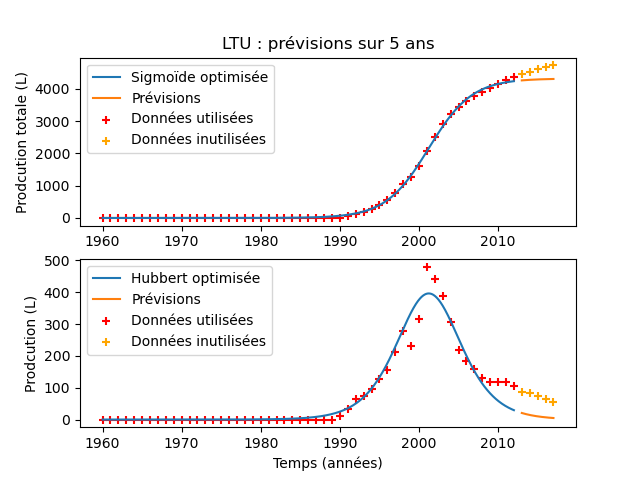 LTU : prévisions sur 5 ans
Prodcution totale (L)
4000
3000
2000
1000
0
Sigmoïde optimisée
Prévisions
Données utilisées
Données inutilisées
1960 1970 1980 1990 2000 2010
Prodcution (L)
500
400
300
200
100
0
Hubbert optimisée
Prévisions
Données utilisées
Données inutilisées
1960 1970 1980 1990 2000 2010
Temps (années)